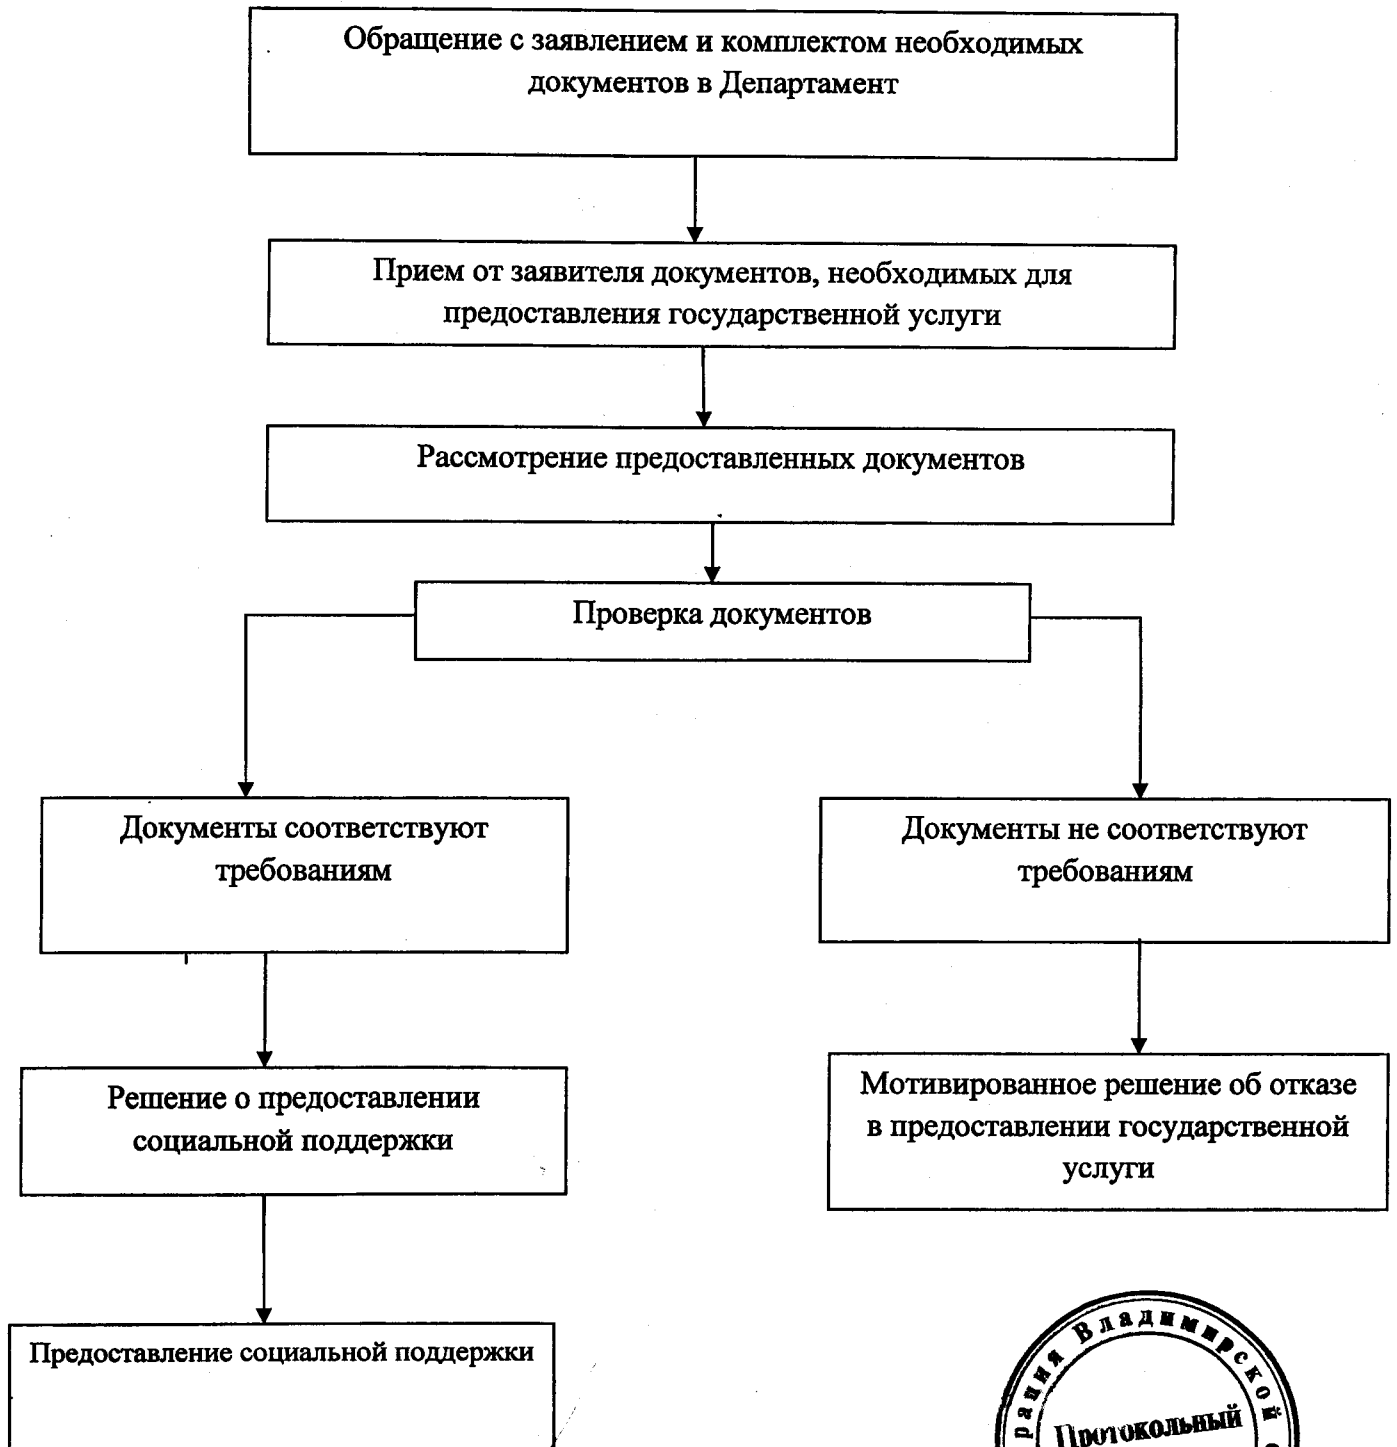 Обращение с заявлением и комплектом необходимых
документов в Департамент
Прием от заявителя документов, необходимых для
предоставления государственной услуги
Рассмотрение предоставленных документов
Проверка документов
Документы соответствуют
требованиям
Документы не соответствуют
требованиям
Решение о предоставлении
социальной поддержки
Мотивированное решение об отказе
в предоставлении государственной
услуги
Предоставление социальной поддержки
Владимирской
Протокольный